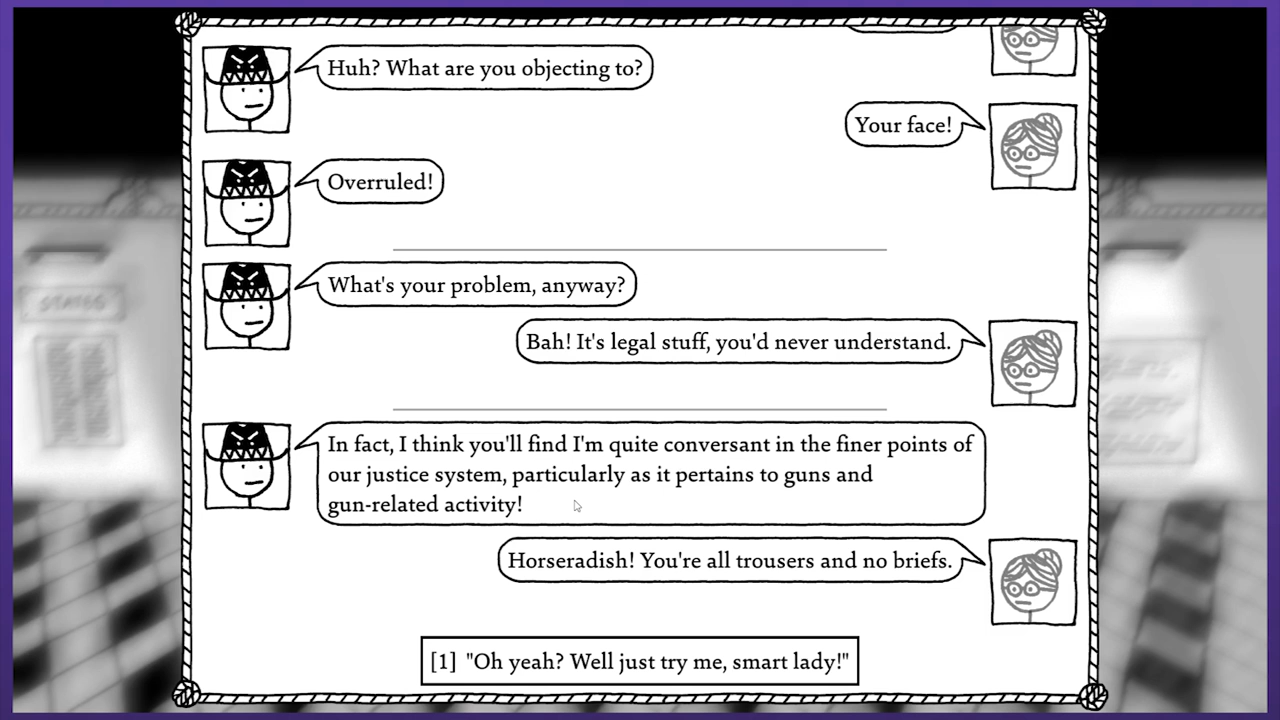 Huh? What are you objecting to?
Your face!
Overruled!
What's your problem, anyway?
Bah! It's legal stuff, you'd never understand.
In fact, I think you'll find I'm quite conversant in the finer points of
our justice system, particularly as it pertains to guns and
gun-related activity!
Horseradish! You're all trousers and no briefs.
[1] "Oh yeah? Well just try me, smart lady!"
STATES